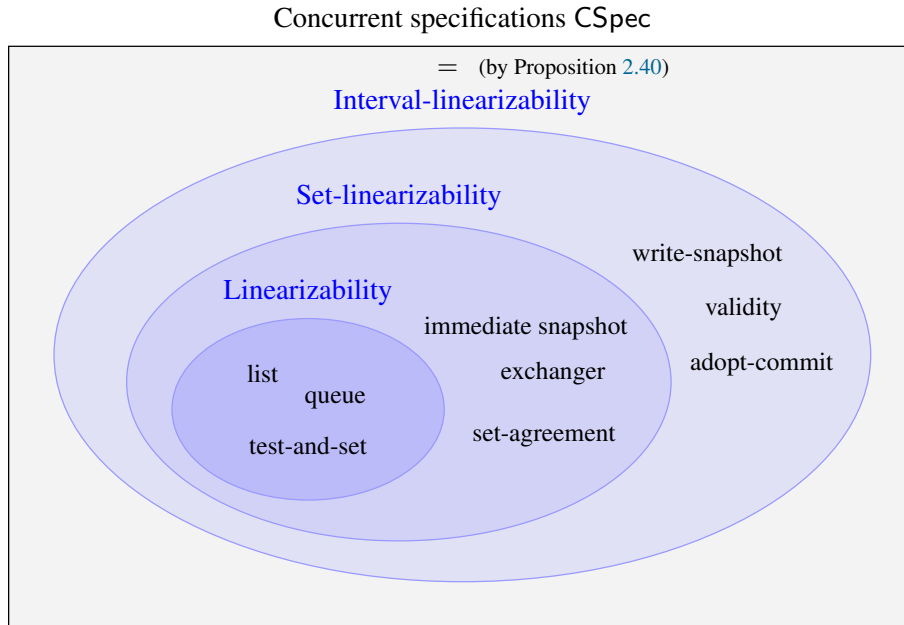 Concurrent specifications CSpec
= (by Proposition 2.40)
Interval-linearizability
Set-linearizability
write-snapshot
Linearizability
validity
immediate snapshot
adopt-commit
list
exchanger
queue
set-agreement
test-and-set